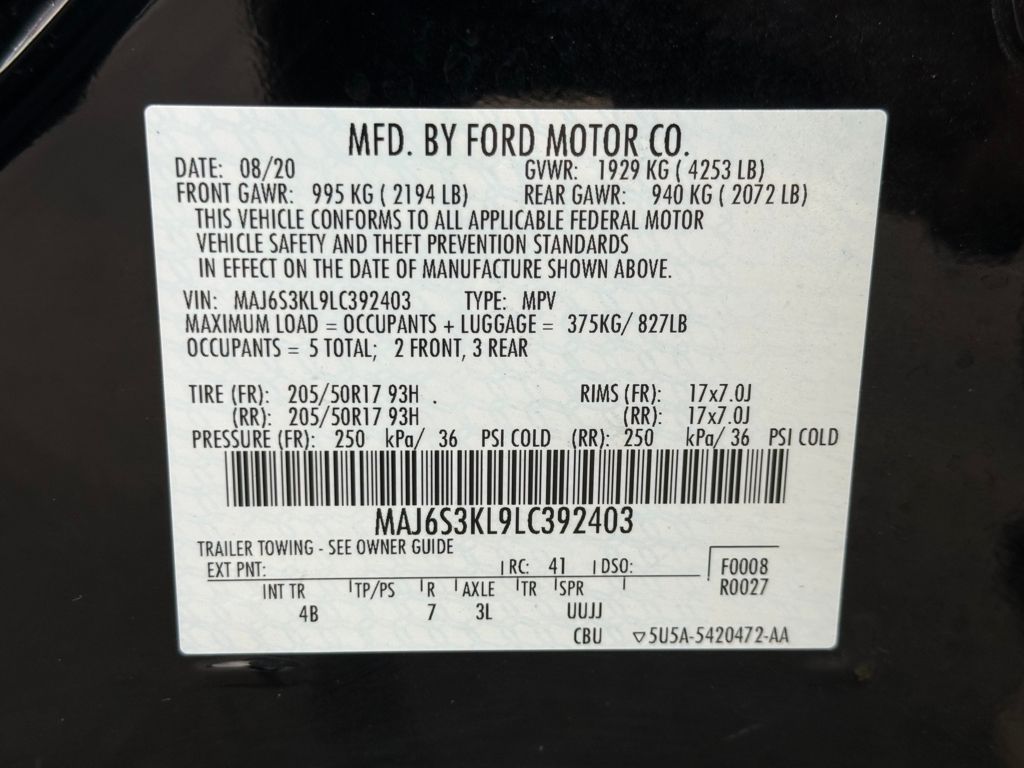 MFD. BY FORD MOTOR CO.
DATE: 08/20 GVWR: 1929 KG ( 4253 LB)
FRONT GAWR: 995 KG ( 2194 LB) REAR GAWR: 940 KG ( 2072 LB)
THIS VEHICLE CONFORMS TO ALL APPLICABLE FEDERAL MOTOR
VEHICLE SAFETY AND THEFT PREVENTION STANDARDS
IN EFFECT ON THE DATE OF MANUFACTURE SHOWN ABOVE.
VIN: MAJ6S3KL9LC392403 TYPE: MPV
MAXIMUM LOAD = OCCUPANTS + LUGGAGE = 375KG/ 827LB
OCCUPANTS = 5 TOTAL; 2 FRONT, 3 REAR
TIRE (FR): 205/50R17 93H . RIMS (FR): 17x7.0J
(RR): 205/50R17 93H (RR): 17x7.0J
PRESSURE (FR): 250 kPa/ 36 PSI COLD (RR): 250 kPa/ 36 PSI COLD
MAJ6S3KL9LC392403
TRAILER TOWING - SEE OWNER GUIDE
EXT PNT: RC: 41 DSO: F0008
R0027
INT TR TP/PS R AXLE TR SPR
4B 7 3L UUJJ
CBU ▽5U5A-5420472-AA